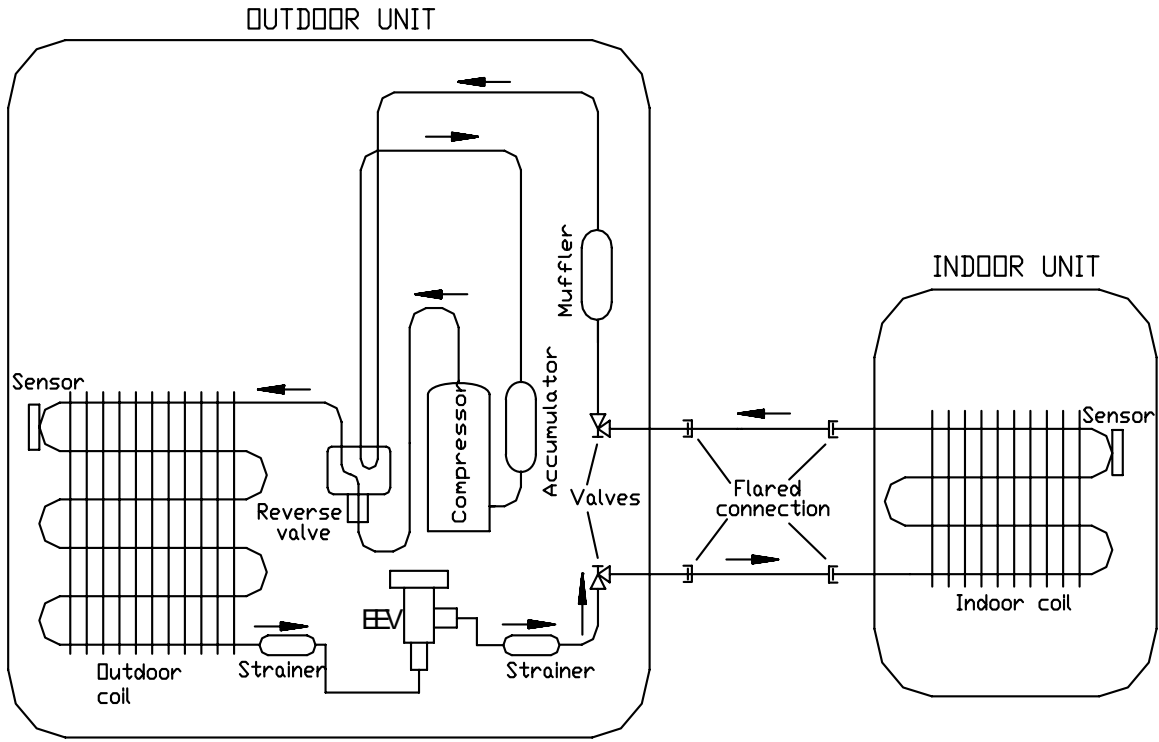 OUTDOOR UNIT
INDOOR UNIT
Muffler
Sensor
Compressor
Accumulator
Sensor
Valves
Flared
connection
Reverse
valve
EEV
Indoor coil
Outdoor
coil
Strainer
Strainer